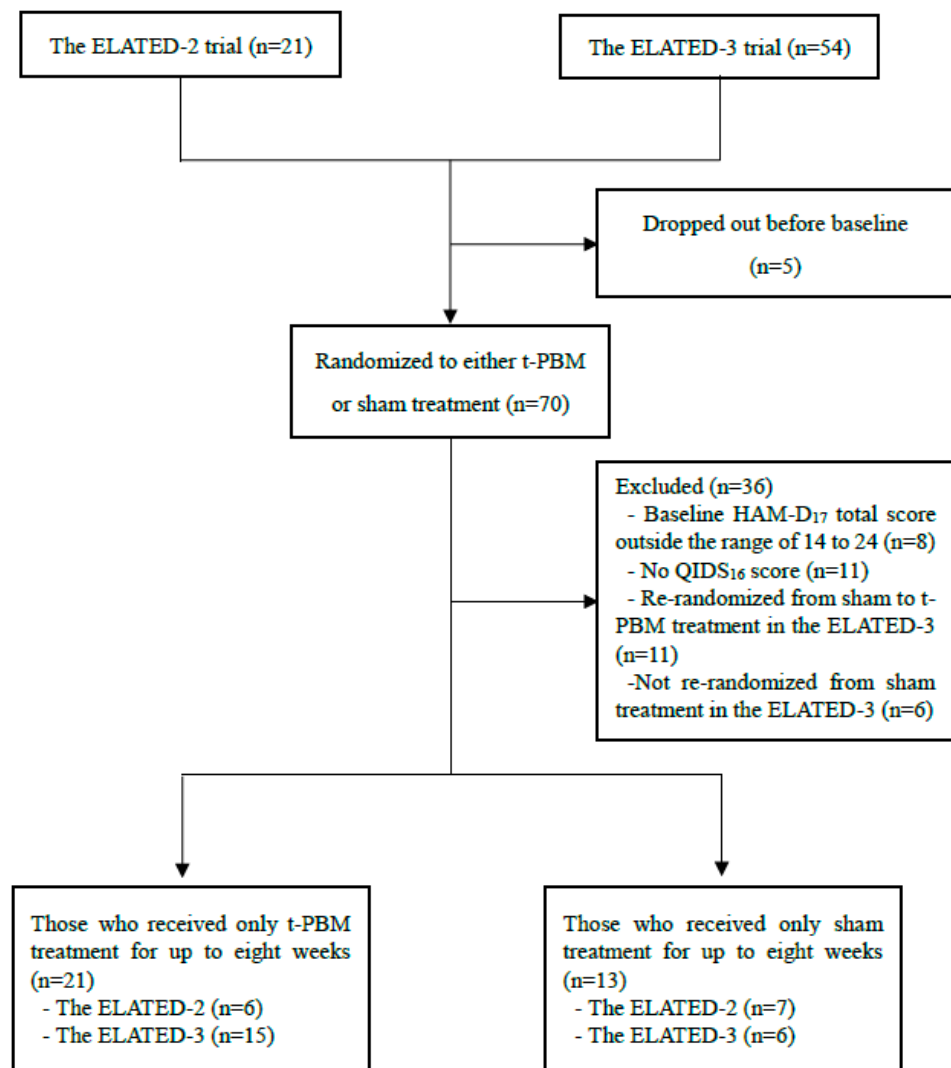 The ELATED-2 trial (n=21)
The ELATED-3 trial (n=54)
Dropped out before baseline
(n=5)
Randomized to either t-PBM
or sham treatment (n=70)
Excluded (n=36)
- Baseline HAM-D₁₇ total score
outside the range of 14 to 24 (n=8)
- No QIDS₁₆ score (n=11)
- Re-randomized from sham to t-
PBM treatment in the ELATED-3
(n=11)
-Not re-randomized from sham
treatment in the ELATED-3 (n=6)
Those who received only t-PBM
treatment for up to eight weeks
(n=21)
- The ELATED-2 (n=6)
- The ELATED-3 (n=15)
Those who received only sham
treatment for up to eight weeks
(n=13)
- The ELATED-2 (n=7)
- The ELATED-3 (n=6)